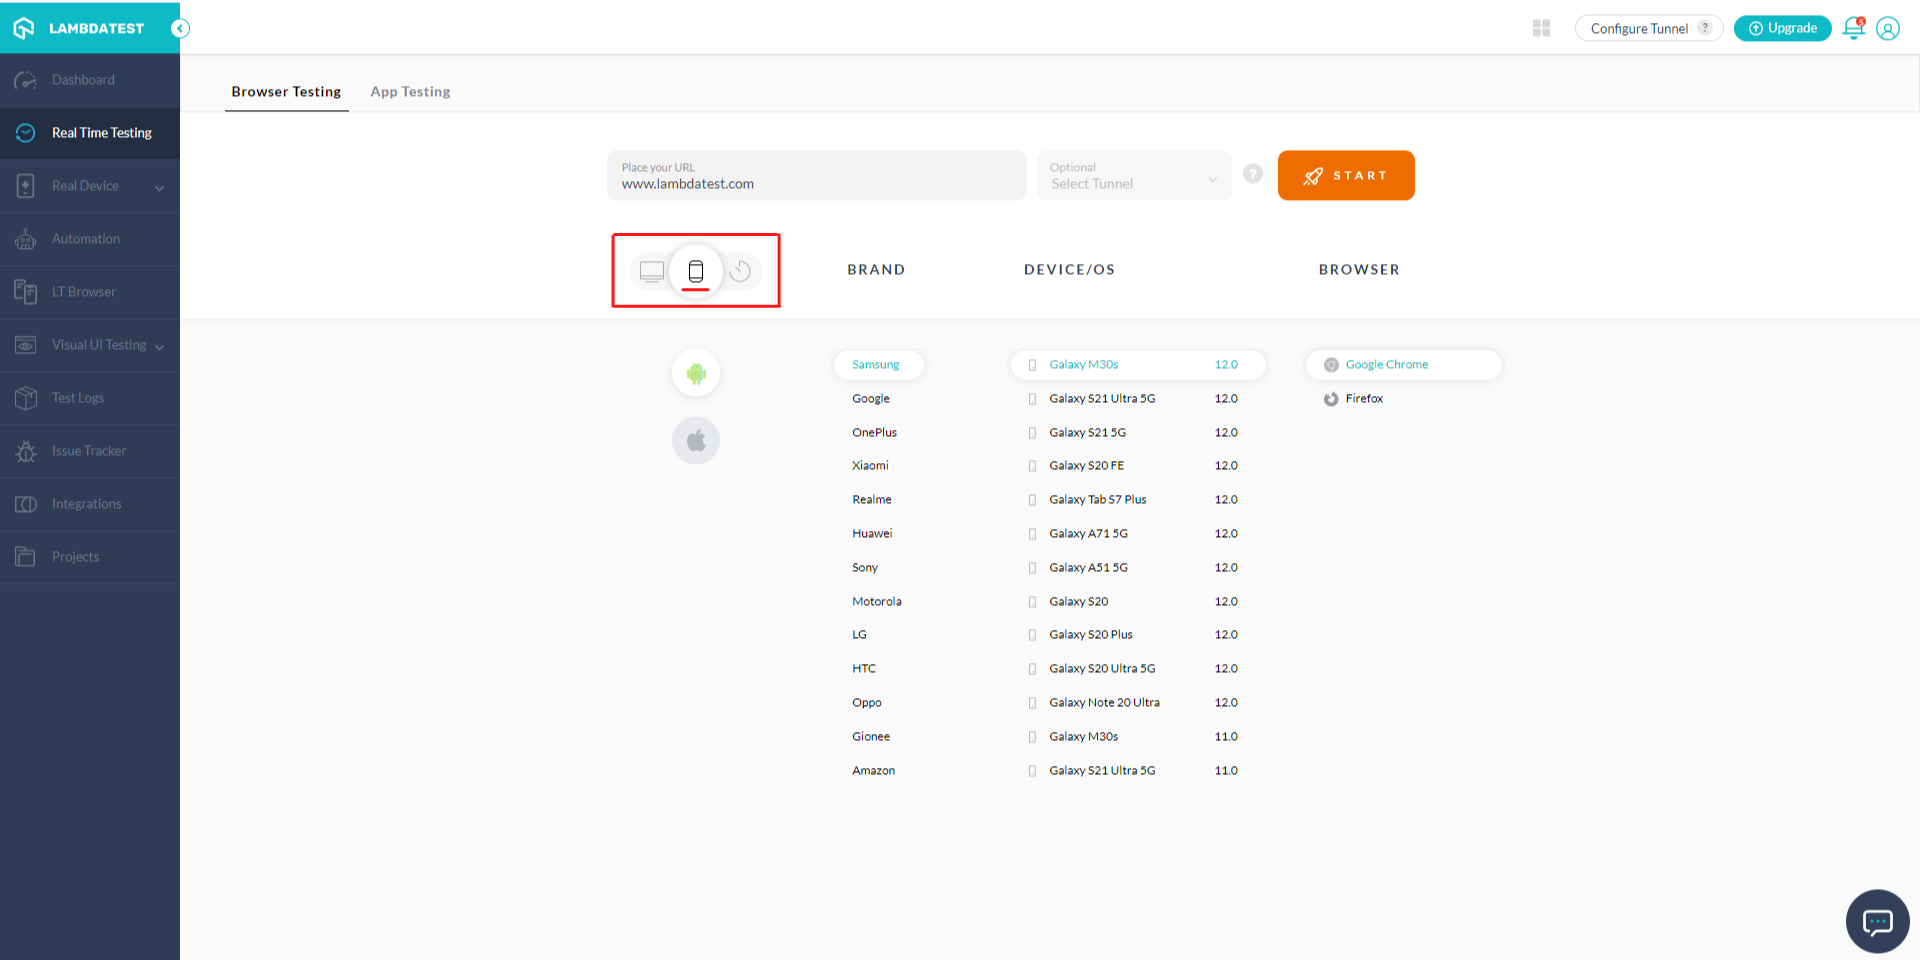 LAMBDATEST
Configure Tunnel ?
Upgrade
5
Dashboard
Real Time Testing
Real Device
Automation
LT Browser
Visual UI Testing
Test Logs
Issue Tracker
Integrations
Projects
Browser Testing App Testing
Place your URL
www.lambdatest.com
Optional
Select Tunnel
?
START
BRAND DEVICE/OS BROWSER
Samsung Galaxy M30s 12.0 Google Chrome
Google Galaxy S21 Ultra 5G 12.0 Firefox
OnePlus Galaxy S21 5G 12.0
Xiaomi Galaxy S20 FE 12.0
Realme Galaxy Tab S7 Plus 12.0
Huawei Galaxy A71 5G 12.0
Sony Galaxy A51 5G 12.0
Motorola Galaxy S20 12.0
LG Galaxy S20 Plus 12.0
HTC Galaxy S20 Ultra 5G 12.0
Oppo Galaxy Note 20 Ultra 12.0
Gionee Galaxy M30s 11.0
Amazon Galaxy S21 Ultra 5G 11.0